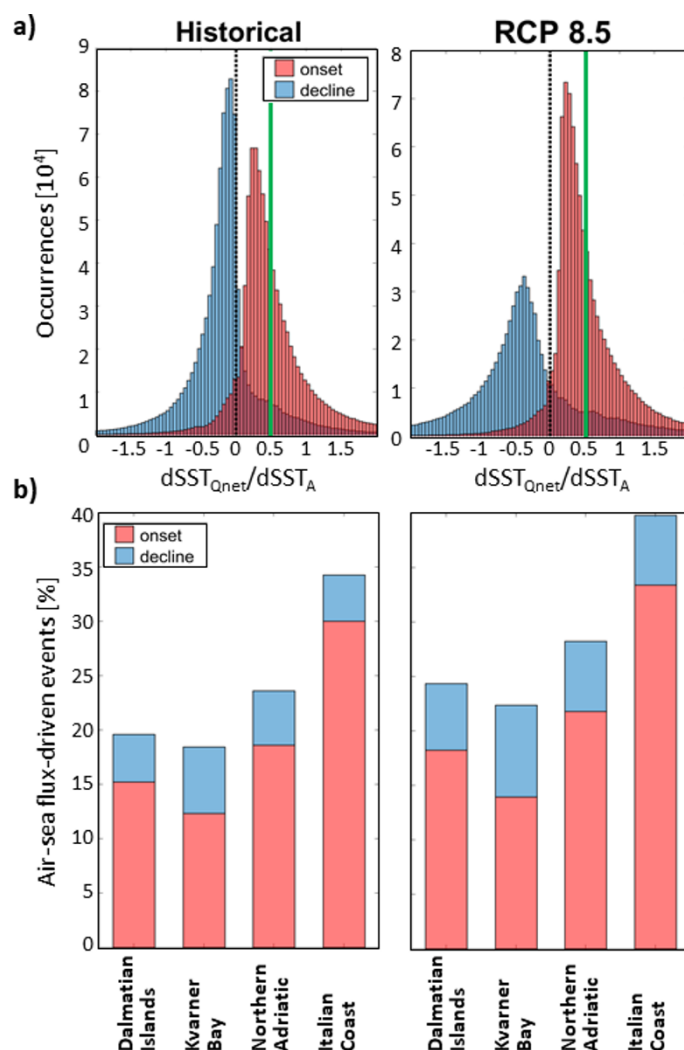 a)
Historical
RCP 8.5
onset
decline
Occurrences [10⁴]
9
8
7
6
5
4
3
2
1
0
8
7
6
5
4
3
2
1
0
-1.5 -1 -0.5 0 0.5 1 1.5
-1.5 -1 -0.5 0 0.5 1 1.5
dSST_Qnet/dSST_A
dSST_Qnet/dSST_A
b)
onset
decline
Air-sea flux-driven events [%]
40
35
30
25
20
15
10
5
0
Dalmatian
Islands
Kvarner
Bay
Northern
Adriatic
Italian
Coast
Dalmatian
Islands
Kvarner
Bay
Northern
Adriatic
Italian
Coast